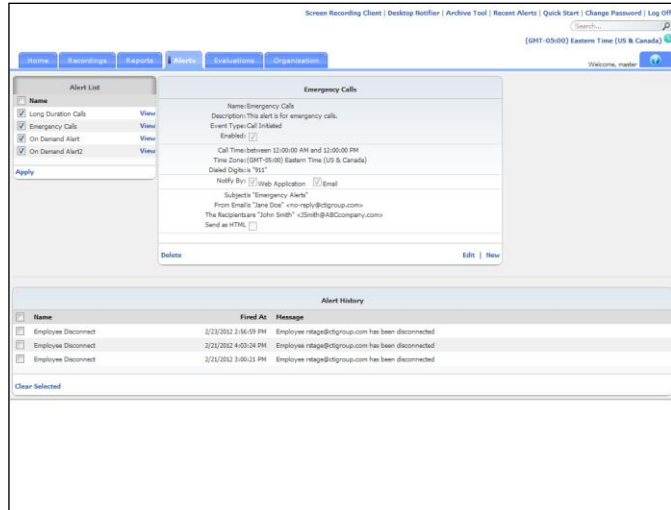 Screen Recording Client | Desktop Notifier | Archive Tool | Recent Alerts | Quick Start | Change Password | Log Off
Search...
(GMT-05:00) Eastern Time (US & Canada)
Home Recordings Reports Alerts Evaluations Organization
Welcome, master
Alert List
Name
Long Duration Calls View
Emergency Calls View
On Demand Alert View
On Demand Alert2 View
Apply
Emergency Calls
Name: Emergency Calls
Description: This alert is for emergency calls.
Event Type: Call Initiated
Enabled:
Call Time: between 12:00:00 AM and 12:00:00 PM
Time Zone: (GMT-05:00) Eastern Time (US & Canada)
Dialed Digits: is "911"
Notify By: Web Application Email
Subject is "Emergency Alerts"
From Email is "Jane Doe" <no-reply@ctigroup.com>
The Recipients are "John Smith" <JSmith@ABCcompany.com>
Send as HTML
Delete Edit | New
Alert History
Name Fired At Message
Employee Disconnect 2/23/2012 2:56:59 PM Employee rstage@ctigroup.com has been disconnected
Employee Disconnect 2/21/2012 4:03:24 PM Employee rstage@ctigroup.com has been disconnected
Employee Disconnect 2/21/2012 3:00:21 PM Employee rstage@ctigroup.com has been disconnected
Clear Selected